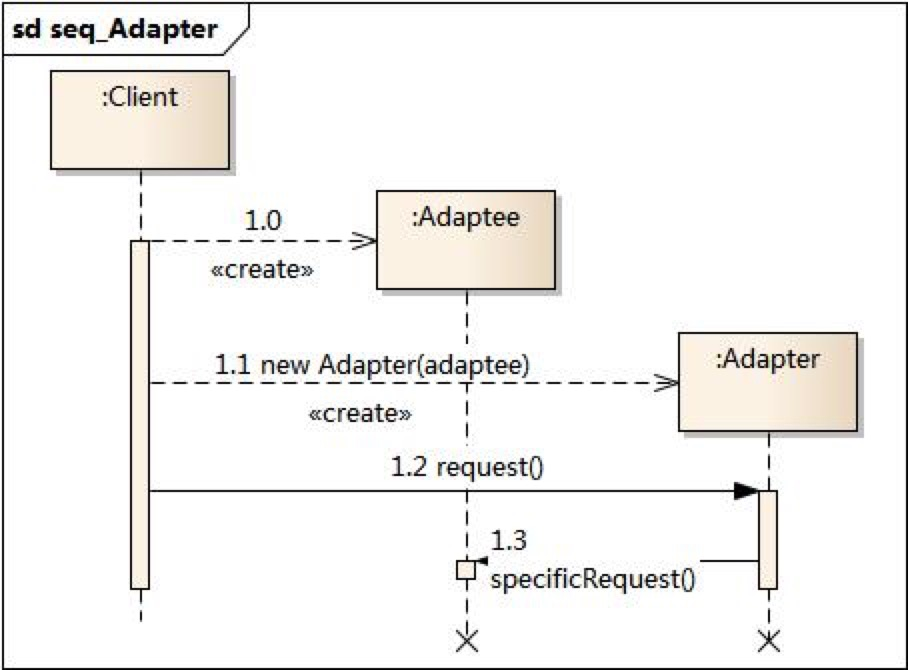 sd seq_Adapter
:Client
:Adaptee
1.0
«create»
:Adapter
1.1 new Adapter(adaptee)
«create»
1.2 request()
1.3
specificRequest()